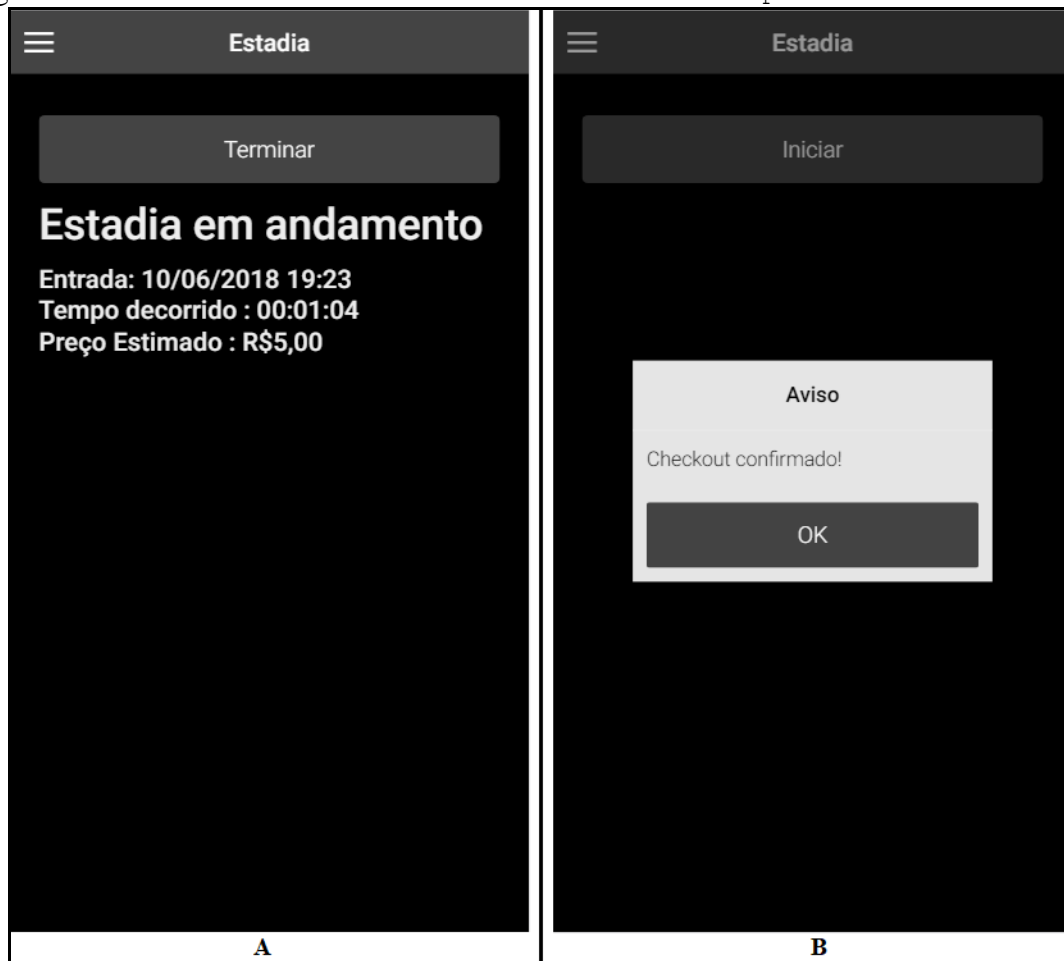 Estadia
Terminar
Estadia em andamento
Entrada: 10/06/2018 19:23
Tempo decorrido : 00:01:04
Preço Estimado : R$5,00
A
Estadia
Iniciar
Aviso
Checkout confirmado!
OK
B